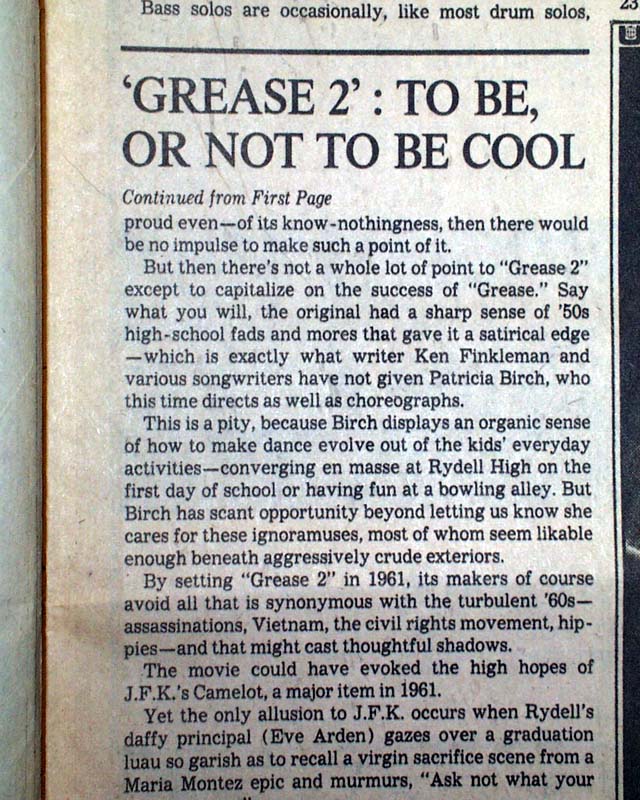 23
Bass solos are occasionally, like most drum solos,
‘GREASE 2’ : TO BE,
OR NOT TO BE COOL
Continued from First Page
proud even—of its know-nothingness, then there would
be no impulse to make such a point of it.
But then there's not a whole lot of point to “Grease 2”
except to capitalize on the success of “Grease.” Say
what you will, the original had a sharp sense of '50s
high-school fads and mores that gave it a satirical edge
—which is exactly what writer Ken Finkleman and
various songwriters have not given Patricia Birch, who
this time directs as well as choreographs.
This is a pity, because Birch displays an organic sense
of how to make dance evolve out of the kids' everyday
activities—converging en masse at Rydell High on the
first day of school or having fun at a bowling alley. But
Birch has scant opportunity beyond letting us know she
cares for these ignoramuses, most of whom seem likable
enough beneath aggressively crude exteriors.
By setting “Grease 2” in 1961, its makers of course
avoid all that is synonymous with the turbulent '60s—
assassinations, Vietnam, the civil rights movement, hip-
pies—and that might cast thoughtful shadows.
The movie could have evoked the high hopes of
J.F.K.'s Camelot, a major item in 1961.
Yet the only allusion to J.F.K. occurs when Rydell's
daffy principal (Eve Arden) gazes over a graduation
luau so garish as to recall a virgin sacrifice scene from a
Maria Montez epic and murmurs, “Ask not what your